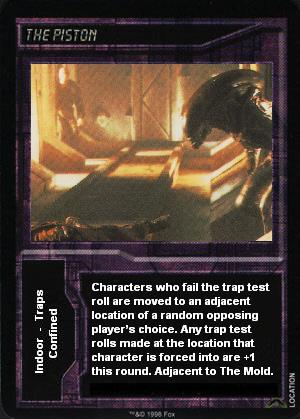 THE PISTON
Indoor - Traps
Confined
Characters who fail the trap test
roll are moved to an adjacent
location of a random opposing
player's choice. Any trap test
rolls made at the location that
character is forced into are +1
this round. Adjacent to The Mold.
LOCATION
™&© 1998 Fox